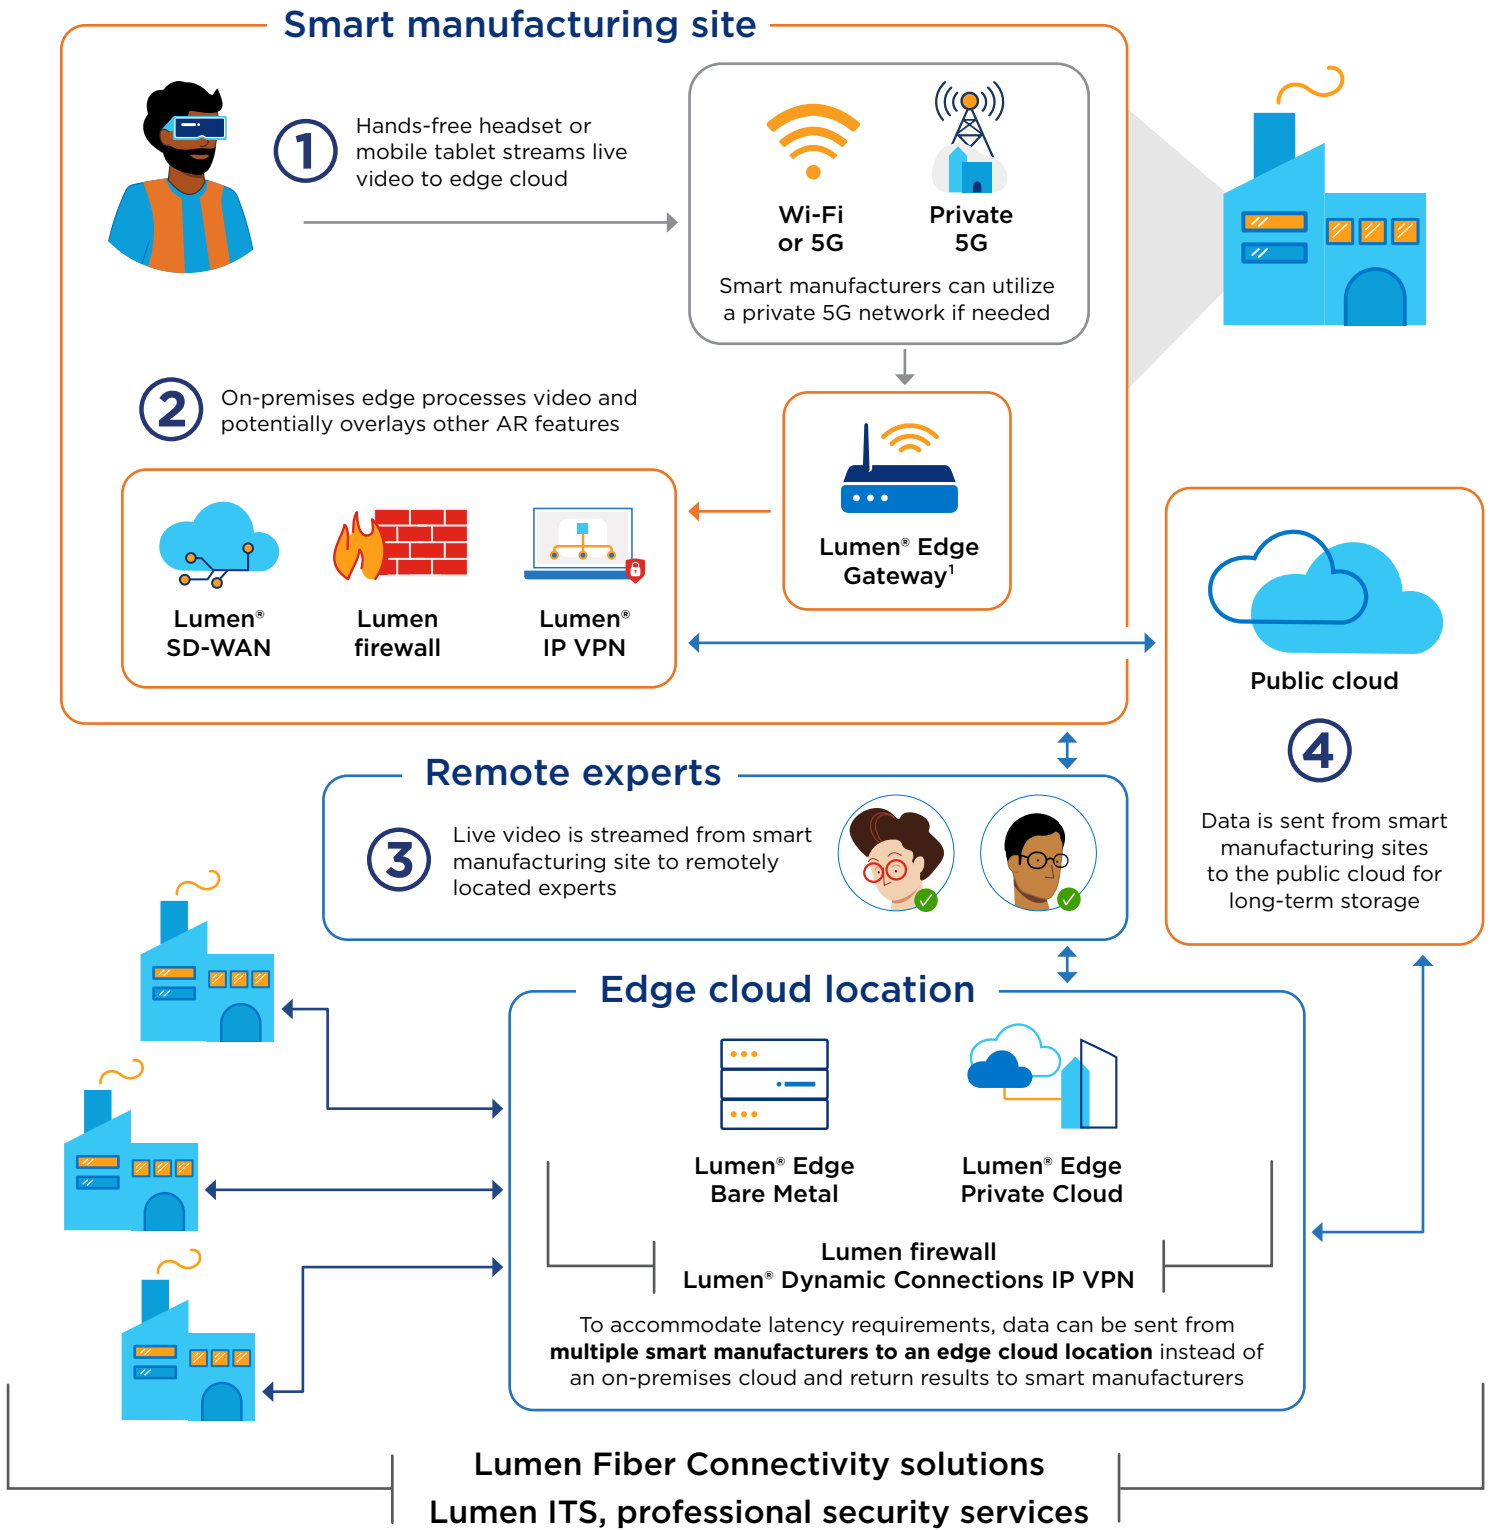 Smart manufacturing site
1
Hands-free headset or
mobile tablet streams live
video to edge cloud
Wi-Fi
or 5G
Private
5G
Smart manufacturers can utilize
a private 5G network if needed
2
On-premises edge processes video and
potentially overlays other AR features
Lumen® SD-WAN
Lumen firewall
Lumen® IP VPN
Lumen® Edge
Gateway¹
Public cloud
4
Data is sent from smart
manufacturing sites
to the public cloud for
long-term storage
Remote experts
3
Live video is streamed from smart
manufacturing site to remotely
located experts
Edge cloud location
Lumen® Edge
Bare Metal
Lumen® Edge
Private Cloud
Lumen firewall
Lumen® Dynamic Connections IP VPN
To accommodate latency requirements, data can be sent from
multiple smart manufacturers to an edge cloud location instead of
an on-premises cloud and return results to smart manufacturers
Lumen Fiber Connectivity solutions
Lumen ITS, professional security services